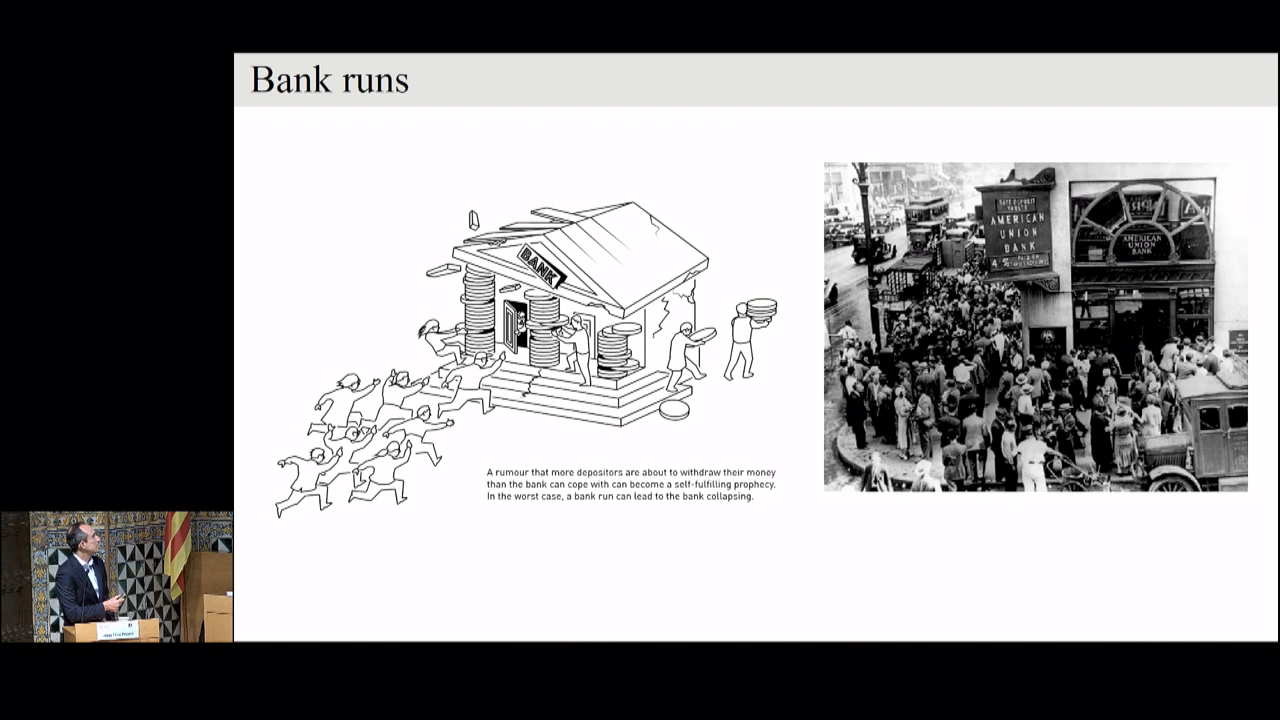 Bank runs
BANK
A rumour that more depositors are about to withdraw their money
than the bank can cope with can become a self-fulfilling prophecy.
In the worst case, a bank run can lead to the bank collapsing.
SAFE DEPOSIT
VAULTS
AMERICAN
UNION
BANK
AMERICAN
UNION
BANK